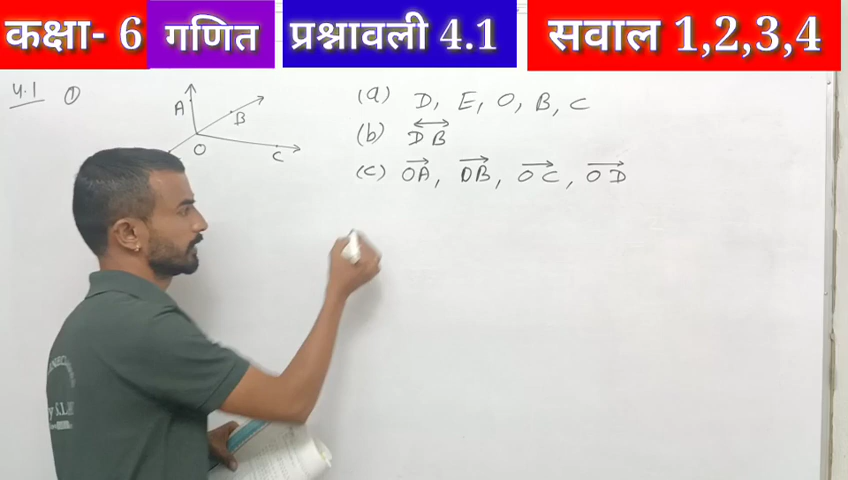 कक्षा- 6 गणित प्रश्नावली 4.1 सवाल 1,2,3,4
4.1 ①
A
B
O
C
(a) D, E, O, B, C
(b) DB
(c) OA, DB, OC, OD